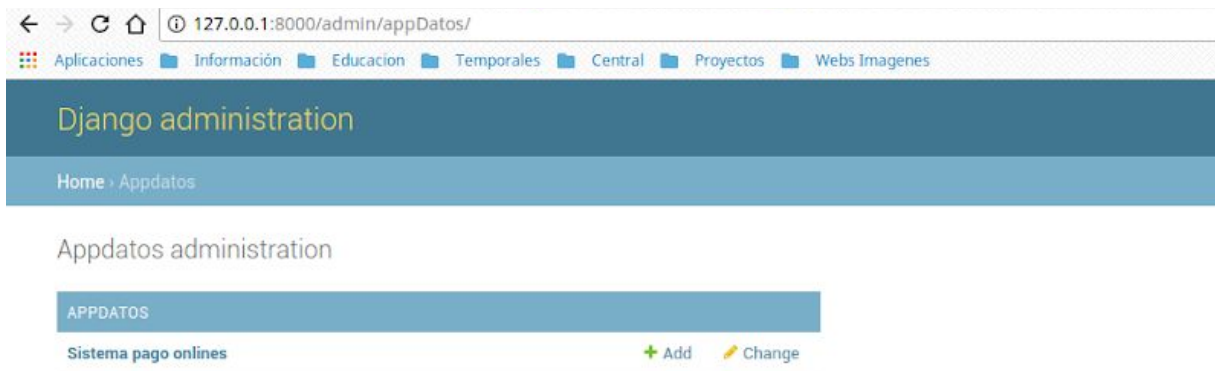 127.0.0.1:8000/admin/appDatos/
Aplicaciones Información Educacion Temporales Central Proyectos Webs Imagenes
Django administration
Home › Appdatos
Appdatos administration
APPDATOS
Sistema pago onlines + Add Change